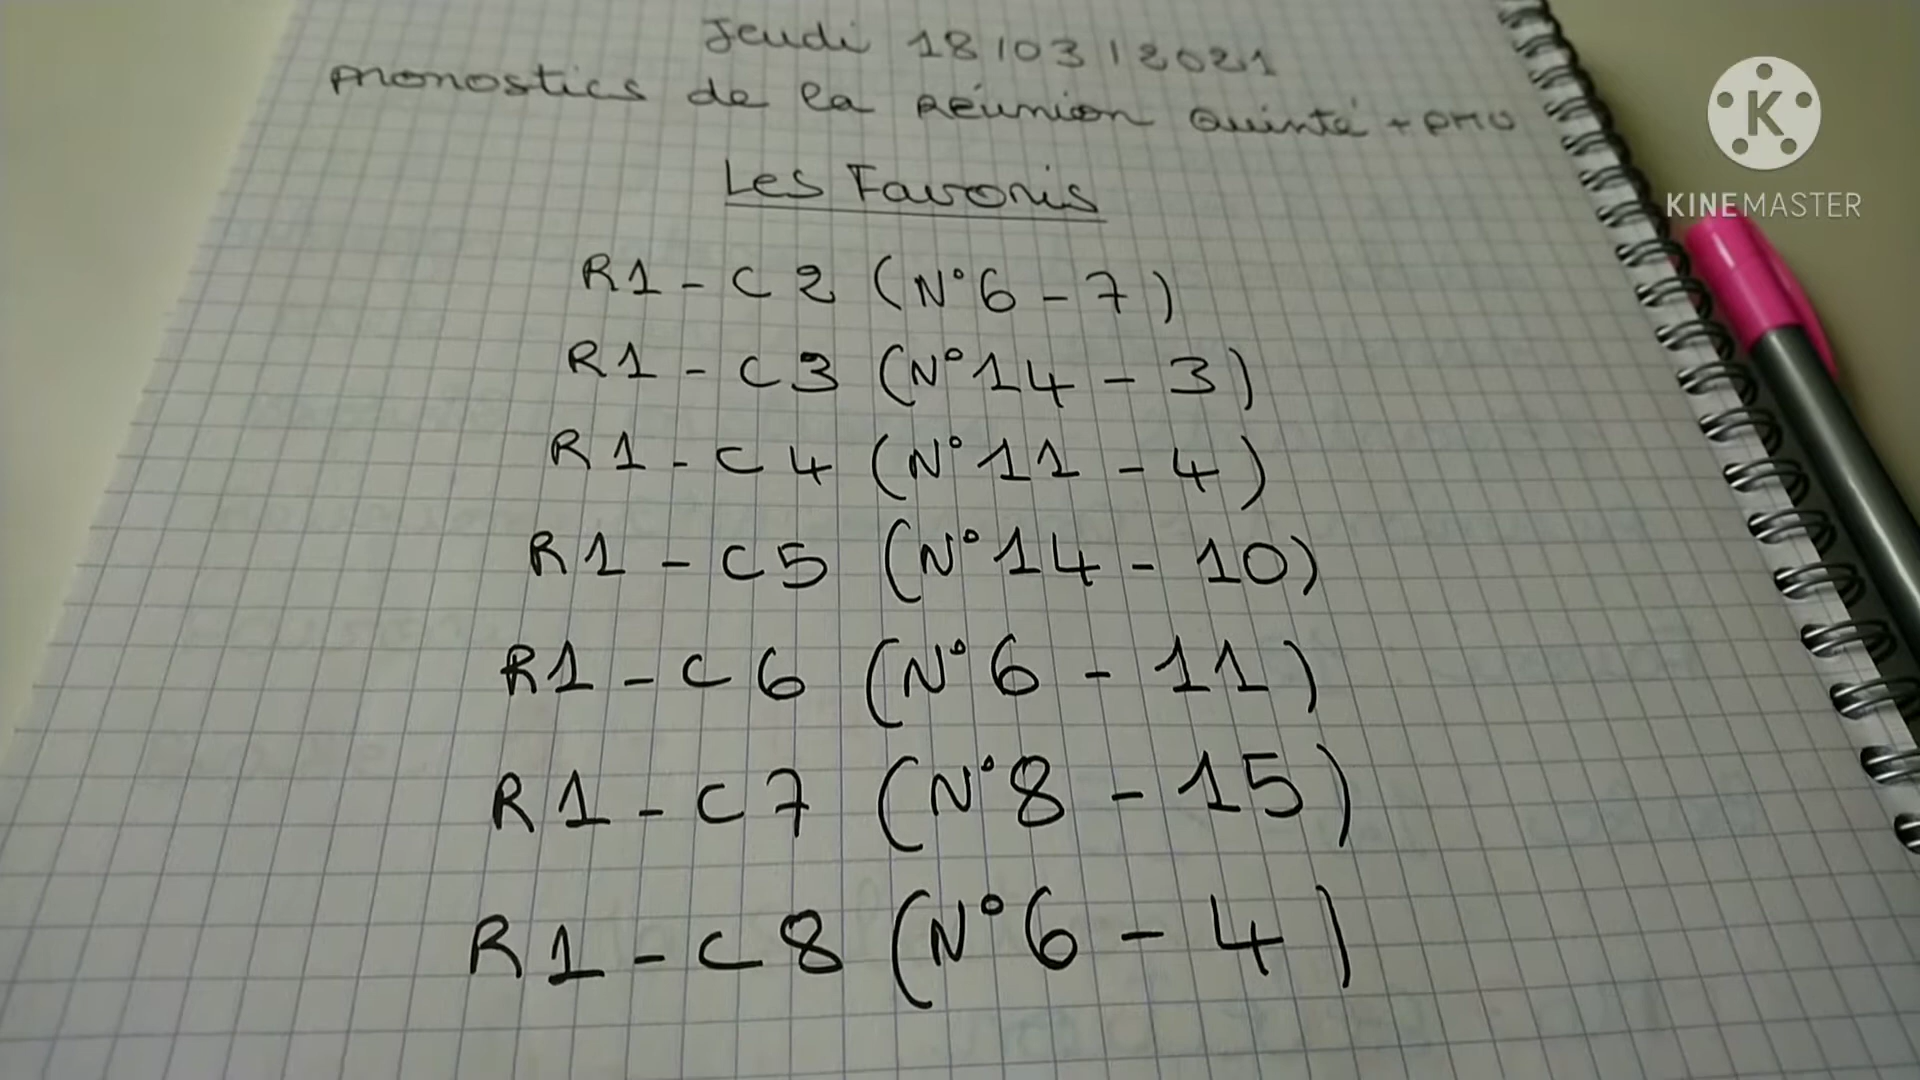 Jeudi 18/03/2021
pronostics de la Réunion Quinté + PMU
Les Favoris
R1 - C2 (N°6 - 7)
R1 - C3 (N°14 - 3)
R1 - C4 (N°11 - 4)
R1 - C5 (N°14 - 10)
R1 - C6 (N°6 - 11)
R1 - C7 (N°8 - 15)
R1 - C8 (N°6 - 4)
K
KINEMASTER